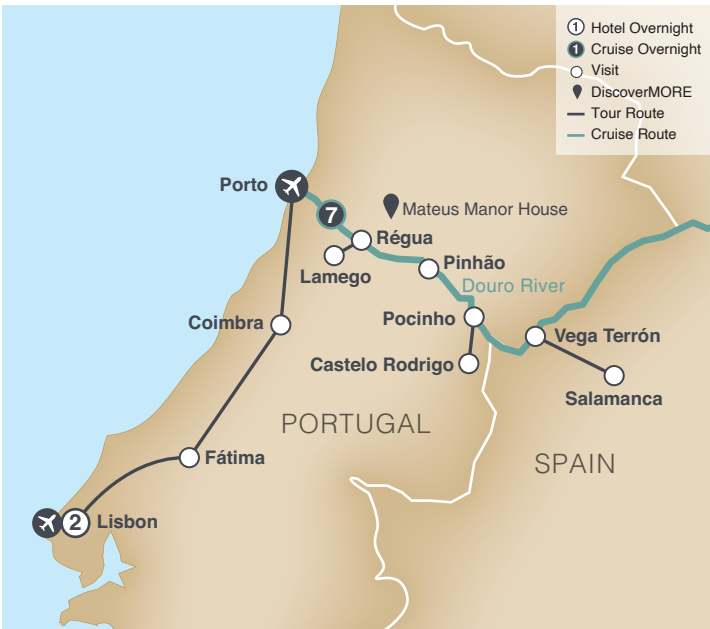 1 Hotel Overnight
1 Cruise Overnight
Visit
DiscoverMORE
Tour Route
Cruise Route
Porto
7
Mateus Manor House
Régua
Lamego
Pinhão
Douro River
Coimbra
Pocinho
Vega Terrón
Castelo Rodrigo
Salamanca
PORTUGAL
Fátima
SPAIN
2 Lisbon